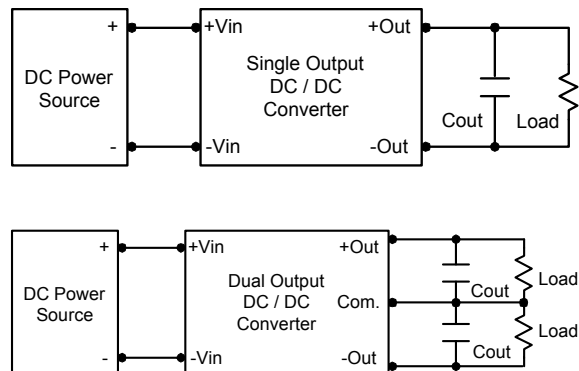 + +Vin +Out
Single Output
DC / DC
Converter
DC Power
Source
Cout Load
- -Vin -Out
+ +Vin +Out
Dual Output
DC / DC
Converter
DC Power
Source
Com.
Cout Load
Cout Load
- -Vin -Out